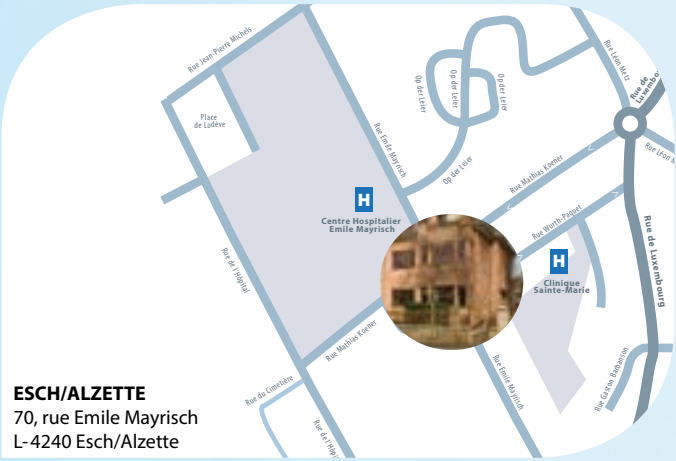 Rue Jean-Pierre Michels
Place
de Lodève
Rue Emile Mayrisch
Op der Leier
Op der Leier
Op der Leier
Op der Leier
Rue Léon Metz
Rue de
Luxembou
Rue Léon M
Rue Mathias Koener
Rue Wurth-Paquet
H
Centre Hospitalier
Emile Mayrisch
H
Clinique
Sainte-Marie
Rue de Luxembourg
Rue de l'Hôpital
Rue Mathias Koener
Rue Emile Mayrisch
Rue Gaston Barbanson
Rue du Cimetière
Rue de l'Hôpit
ESCH/ALZETTE
70, rue Emile Mayrisch
L-4240 Esch/Alzette